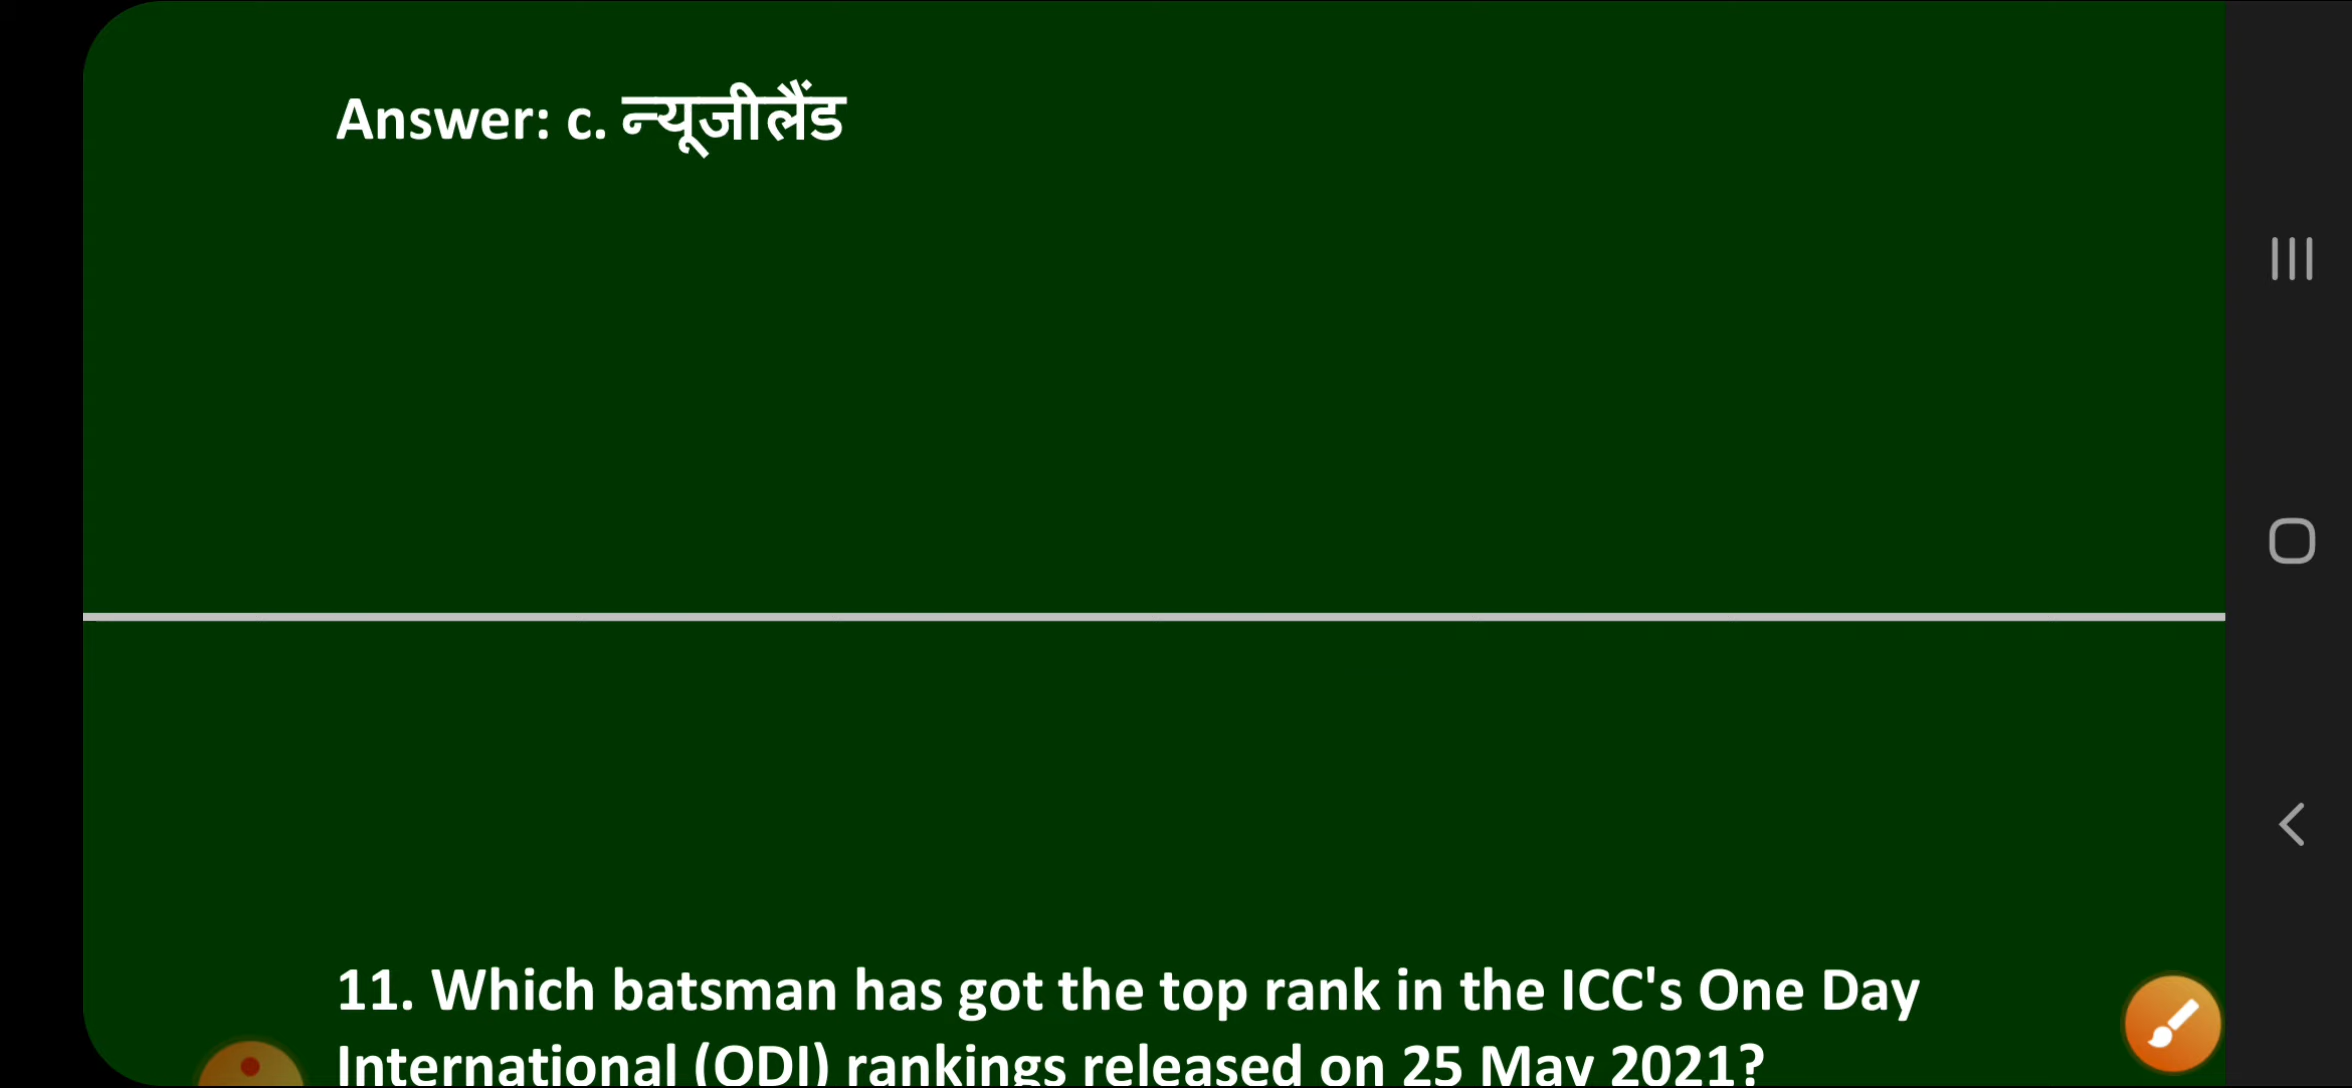 Answer: c. न्यूजीलैंड
11. Which batsman has got the top rank in the ICC's One Day
International (ODI) rankings released on 25 May 2021?